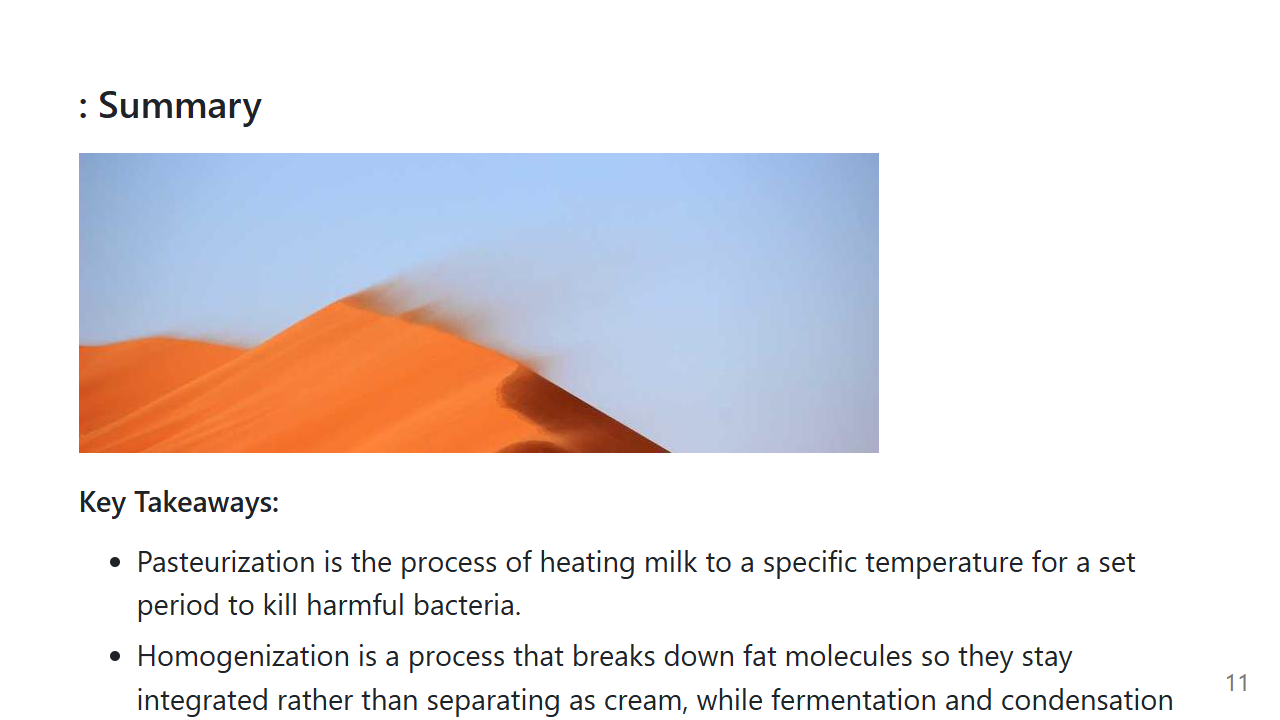 : Summary
Key Takeaways:
• Pasteurization is the process of heating milk to a specific temperature for a set
period to kill harmful bacteria.
• Homogenization is a process that breaks down fat molecules so they stay
integrated rather than separating as cream, while fermentation and condensation
11